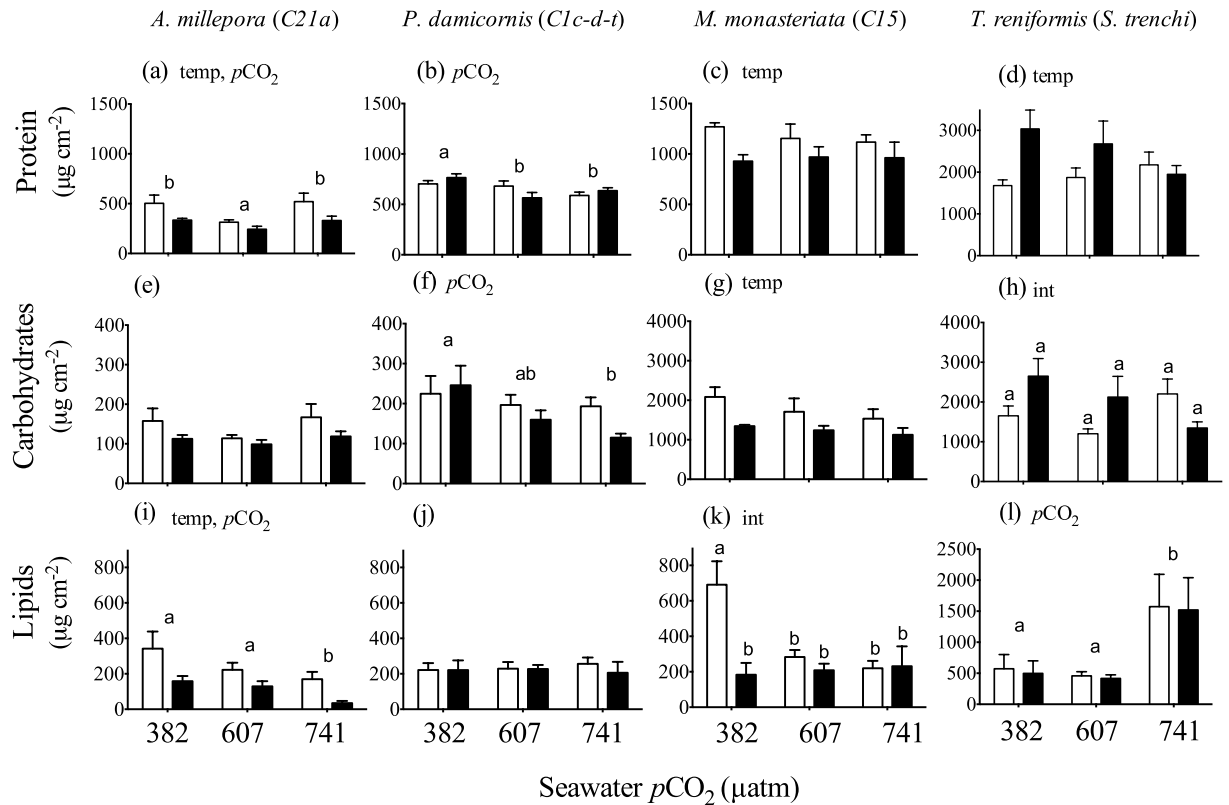 A. millepora (C21a) P. damicornis (C1c-d-t) M. monasteriata (C15) T. reniformis (S. trenchi)
(a) temp, pCO₂ (b) pCO₂ (c) temp (d) temp
Protein
(µg cm⁻²)
1500 1000 500 0
b a b
1500 1000 500 0
a b b
1500 1000 500 0
3000 2000 1000 0
(e) (f) pCO₂ (g) temp (h) int
Carbohydrates
(µg cm⁻²)
400 300 200 100 0
400 300 200 100 0
a ab b
4000 3000 2000 1000 0
4000 3000 2000 1000 0
a a a a a a
(i) temp, pCO₂ (j) (k) int (l) pCO₂
Lipids
(µg cm⁻²)
800 600 400 200 0
a a b
800 600 400 200 0
800 600 400 200 0
a b b b b b
2500 2000 1500 1000 500 0
a a b
382 607 741 382 607 741 382 607 741 382 607 741
Seawater pCO₂ (µatm)